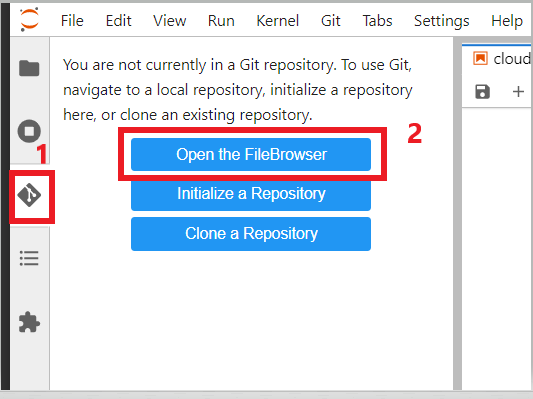 File Edit View Run Kernel Git Tabs Settings Help
You are not currently in a Git repository. To use Git,
navigate to a local repository, initialize a repository
here, or clone an existing repository.
cloud
1
2
Open the FileBrowser
Initialize a Repository
Clone a Repository